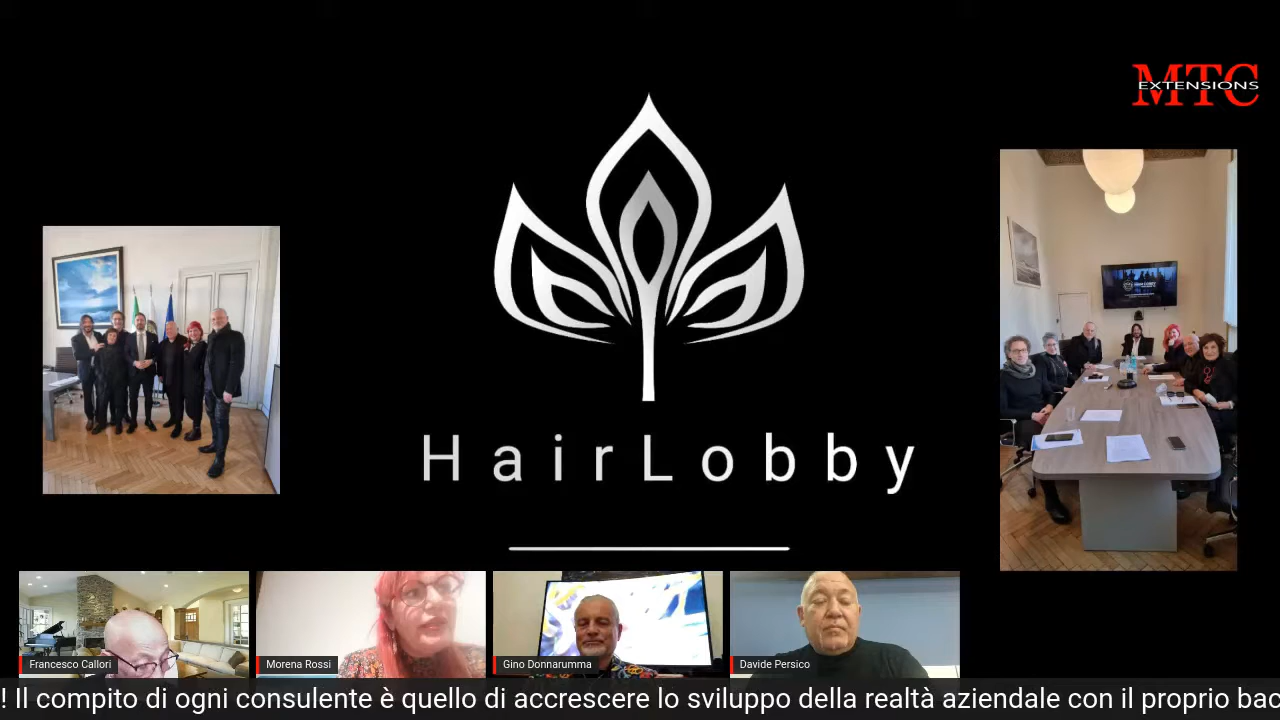 MTC
EXTENSIONS
HairLobby
Francesco Callori
Morena Rossi
Gino Donnarumma
Davide Persico
! Il compito di ogni consulente è quello di accrescere lo sviluppo della realtà aziendale con il proprio bac